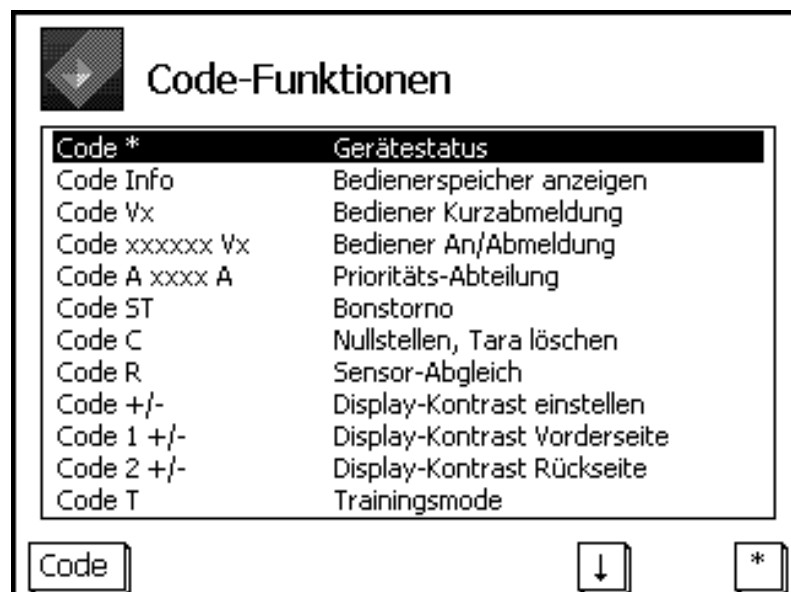 Code-Funktionen
Code * Gerätestatus
Code Info Bedienerspeicher anzeigen
Code Vx Bediener Kurzabmeldung
Code xxxxxx Vx Bediener An/Abmeldung
Code A xxxx A Prioritäts-Abteilung
Code ST Bonstorno
Code C Nullstellen, Tara löschen
Code R Sensor-Abgleich
Code +/- Display-Kontrast einstellen
Code 1 +/- Display-Kontrast Vorderseite
Code 2 +/- Display-Kontrast Rückseite
Code T Trainingsmode
Code ↓ *